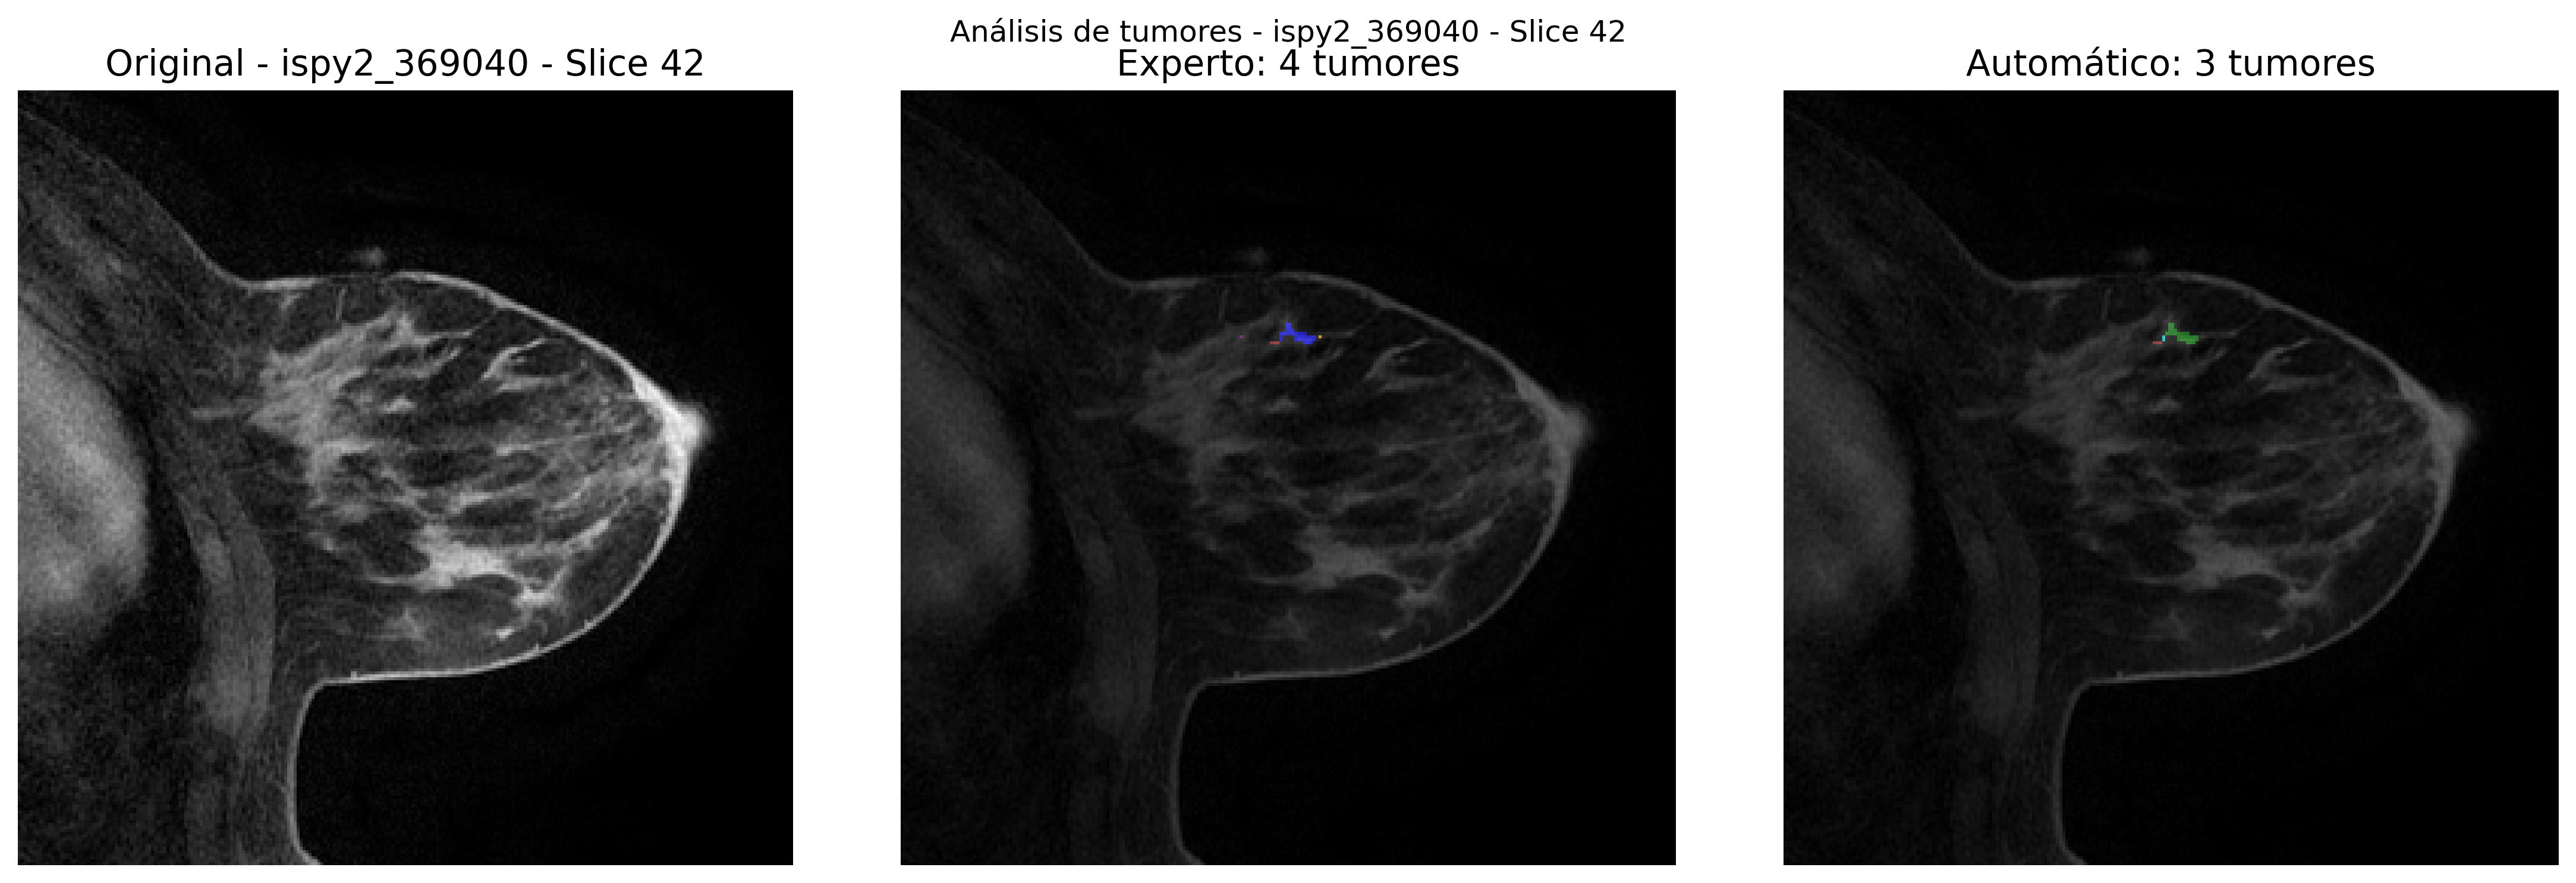 Análisis de tumores - ispy2_369040 - Slice 42
Original - ispy2_369040 - Slice 42
Experto: 4 tumores
Automático: 3 tumores